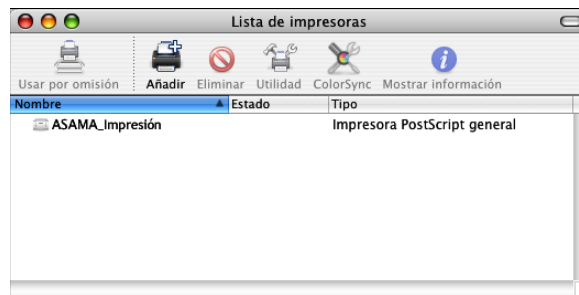 Lista de impresoras
Usar por omisión Añadir Eliminar Utilidad ColorSync Mostrar información
Nombre Estado Tipo
ASAMA_Impresión Impresora PostScript general